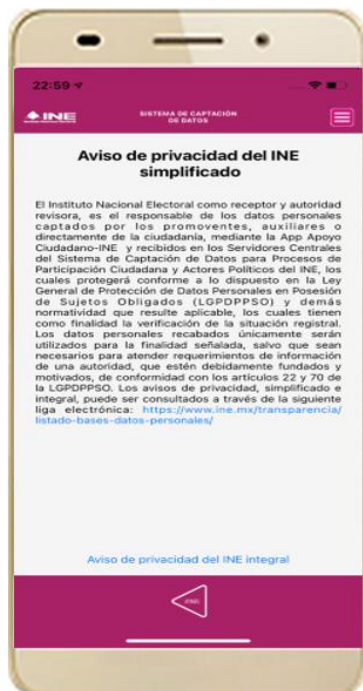 22:59
INE
SISTEMA DE CAPTACIÓN
DE DATOS
Aviso de privacidad del INE
simplificado
El Instituto Nacional Electoral como receptor y autoridad
revisora, es el responsable de los datos personales
captados por los promoventes, auxiliares o
directamente de la ciudadanía, mediante la App Apoyo
Ciudadano-INE y recibidos en los Servidores Centrales
del Sistema de Captación de Datos para Procesos de
Participación Ciudadana y Actores Políticos del INE, los
cuales protegerá conforme a lo dispuesto en la Ley
General de Protección de Datos Personales en Posesión
de Sujetos Obligados (LGPDPPSO) y demás
normatividad que resulte aplicable, los cuales tienen
como finalidad la verificación de la situación registral.
Los datos personales recabados únicamente serán
utilizados para la finalidad señalada, salvo que sean
necesarios para atender requerimientos de información
de una autoridad, que estén debidamente fundados y
motivados, de conformidad con los artículos 22 y 70 de
la LGPDPPSO. Los avisos de privacidad, simplificado e
integral, puede ser consultados a través de la siguiente
liga electrónica: https://www.ine.mx/transparencia/
listado-bases-datos-personales/
Aviso de privacidad del INE integral